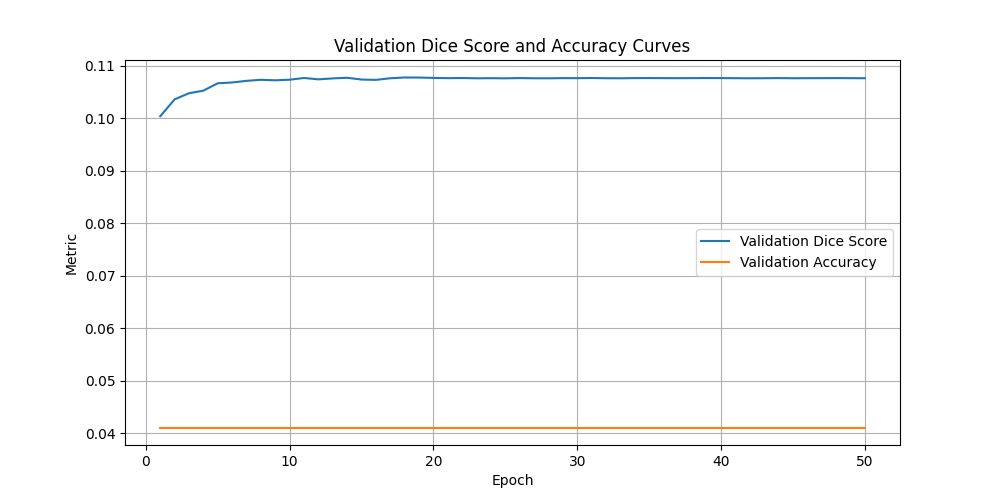 Validation Dice Score and Accuracy Curves
0.11
0.10
0.09
0.08
0.07
0.06
0.05
0.04
Metric
Validation Dice Score
Validation Accuracy
0 10 20 30 40 50
Epoch